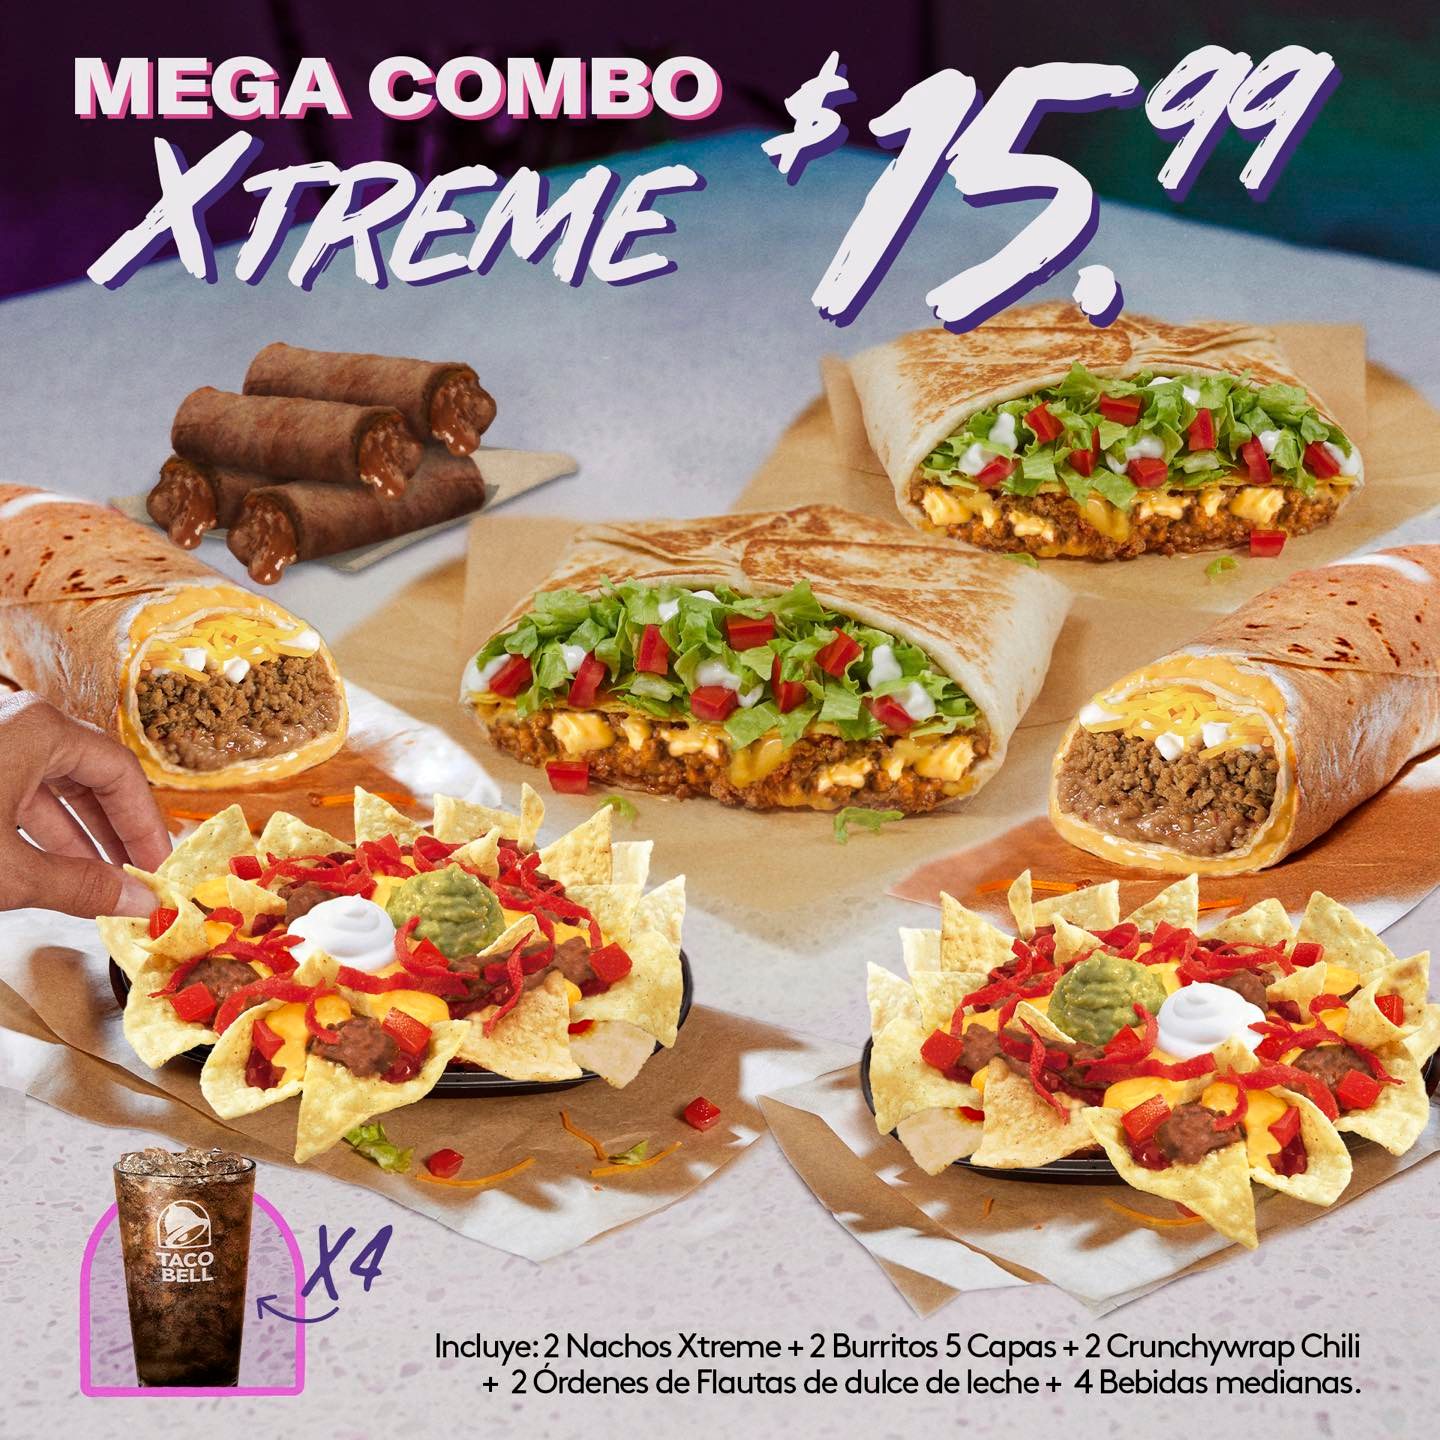 MEGA COMBO
XTREME
$15.99
TACO
BELL
X4
Incluye: 2 Nachos Xtreme + 2 Burritos 5 Capas + 2 Crunchywrap Chili
+ 2 Órdenes de Flautas de dulce de leche + 4 Bebidas medianas.